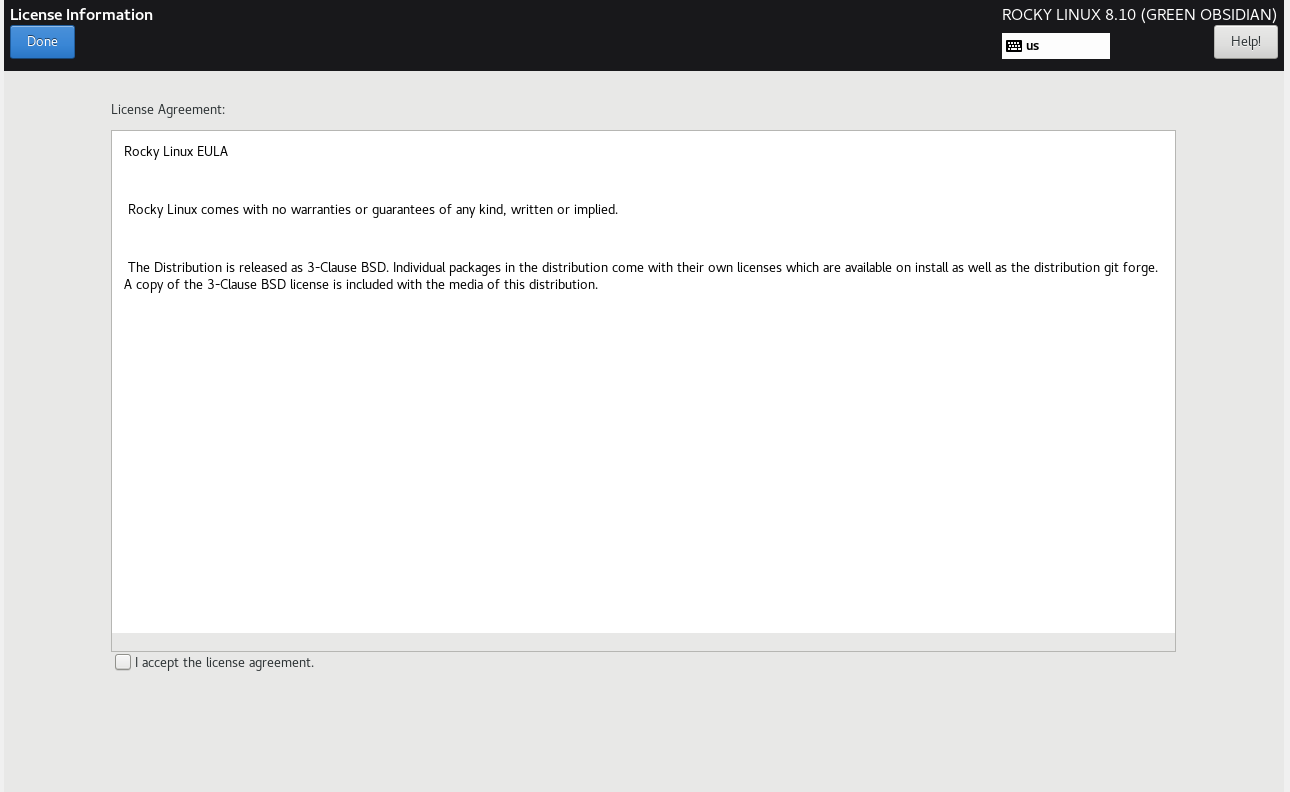 License Information
ROCKY LINUX 8.10 (GREEN OBSIDIAN)
Done
us
Help!
License Agreement:
Rocky Linux EULA
Rocky Linux comes with no warranties or guarantees of any kind, written or implied.
The Distribution is released as 3-Clause BSD. Individual packages in the distribution come with their own licenses which are available on install as well as the distribution git forge.
A copy of the 3-Clause BSD license is included with the media of this distribution.
I accept the license agreement.